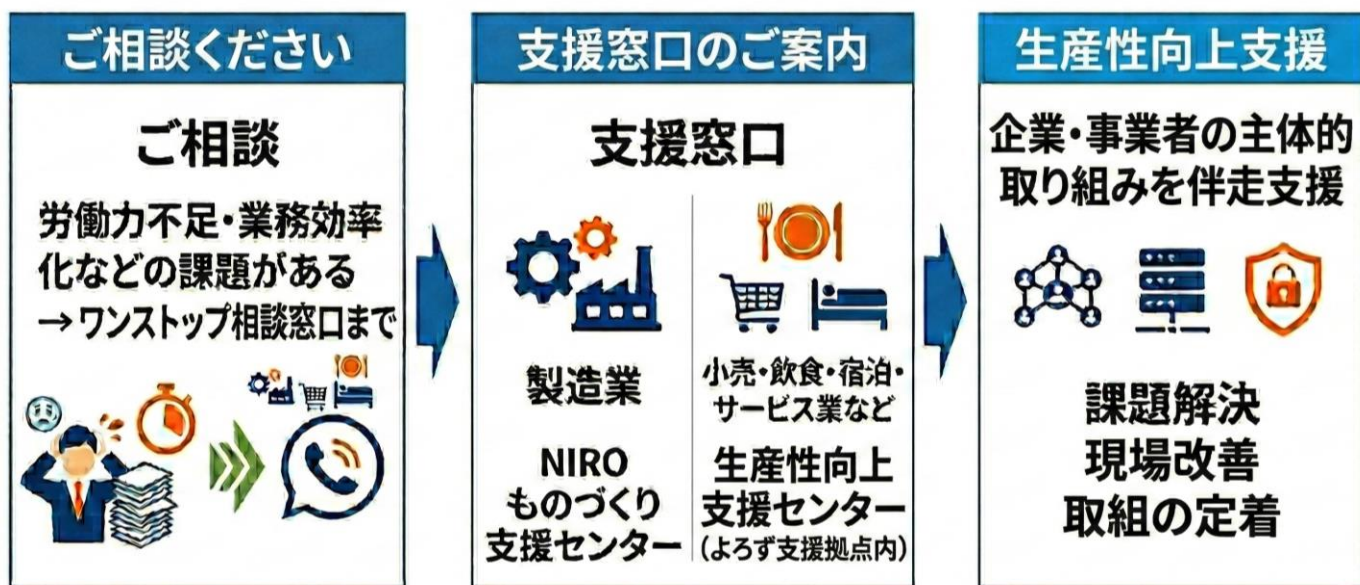 ご相談ください
ご相談
労働力不足・業務効率
化などの課題がある
→ワンストップ相談窓口まで
支援窓口のご案内
支援窓口
製造業
NIRO
ものづくり
支援センター
小売・飲食・宿泊・
サービス業など
生産性向上
支援センター
(よろず支援拠点内)
生産性向上支援
企業・事業者の主体的
取り組みを伴走支援
課題解決
現場改善
取組の定着